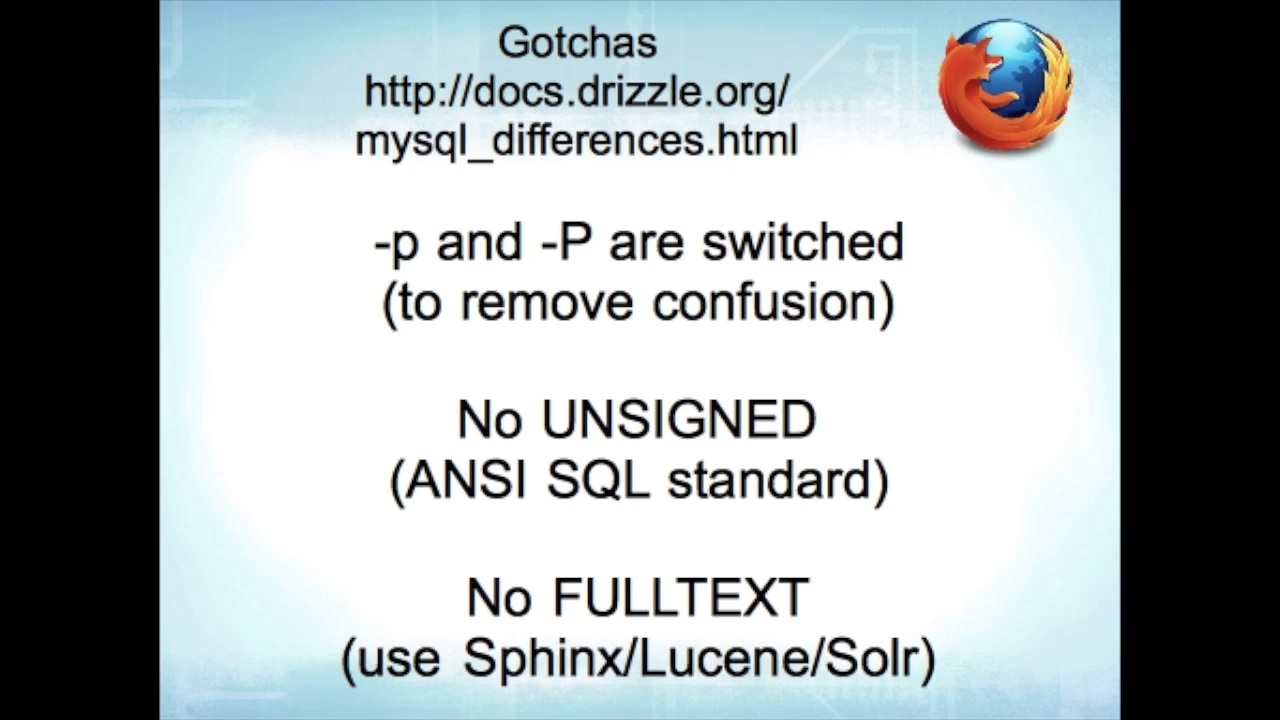 Gotchas
http://docs.drizzle.org/
mysql_differences.html
-p and -P are switched
(to remove confusion)
No UNSIGNED
(ANSI SQL standard)
No FULLTEXT
(use Sphinx/Lucene/Solr)